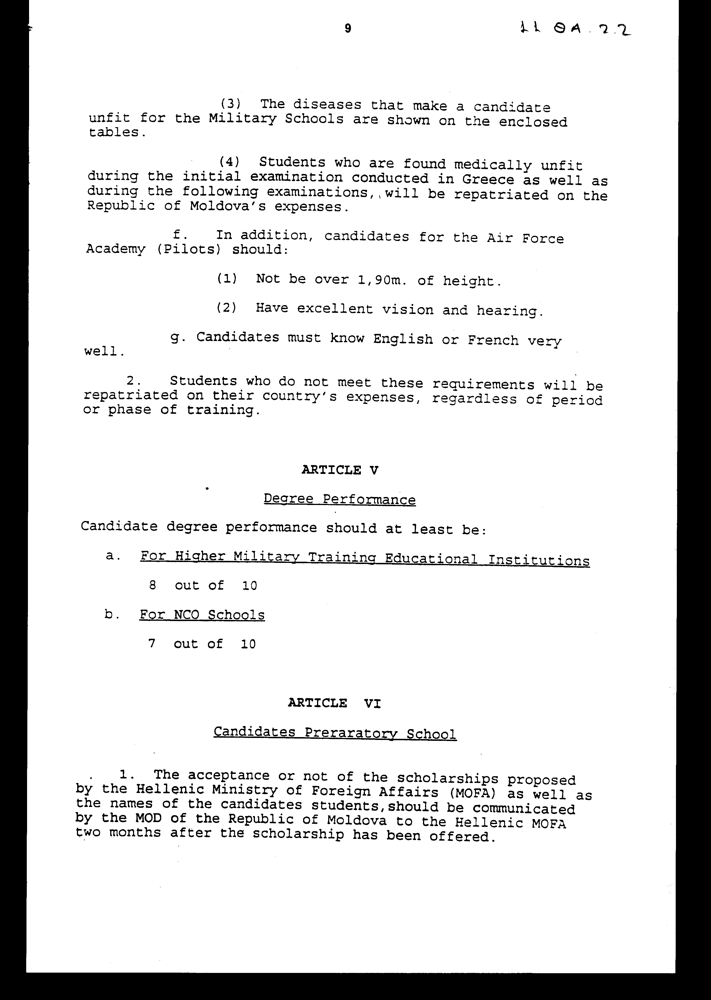 9
11 ΘA . 2.2
(3) The diseases that make a candidate
unfit for the Military Schools are shown on the enclosed
tables.
(4) Students who are found medically unfit
during the initial examination conducted in Greece as well as
during the following examinations, will be repatriated on the
Republic of Moldova's expenses.
f. In addition, candidates for the Air Force
Academy (Pilots) should:
(1) Not be over 1,90m. of height.
(2) Have excellent vision and hearing.
g. Candidates must know English or French very
well.
2. Students who do not meet these requirements will be
repatriated on their country's expenses, regardless of period
or phase of training.
ARTICLE V
Degree Performance
Candidate degree performance should at least be:
a. For Higher Military Training Educational Institutions
8 out of 10
b. For NCO Schools
7 out of 10
ARTICLE VI
Candidates Preraratory School
1. The acceptance or not of the scholarships proposed
by the Hellenic Ministry of Foreign Affairs (MOFA) as well as
the names of the candidates students,should be communicated
by the MOD of the Republic of Moldova to the Hellenic MOFA
two months after the scholarship has been offered.